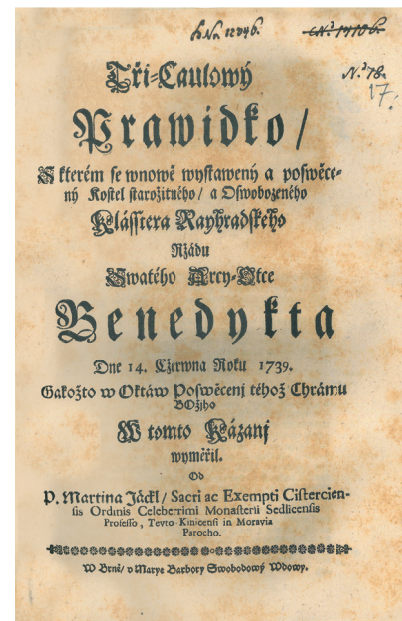 N.º 78.
17.
Tři-Caulowý
Prawidko/
S kterém se wnowě wystawený a poswěce-
ný Kostel starožitného/ a Oswobozeného
Klásstera Rayhradského
Ržádu
Swatého Arcy-Otce
Benedykta
Dne 14. Cžerwna Roku 1739.
Gakožto w Oktáw Poswěcenj téhož Chrámu
BOžjho
W tomto Kázanj
wyměřil.
Od
P. Martina Jáckl/ Sacri ac Exempti Cistercien-
sis Ordinis Celeberrimi Monasterii Sedlicensis
Professo, Teuto-Kinicensi in Moravia
Parocho.
W Brně/ v Marye Barbory Swobodowý Wdowy.